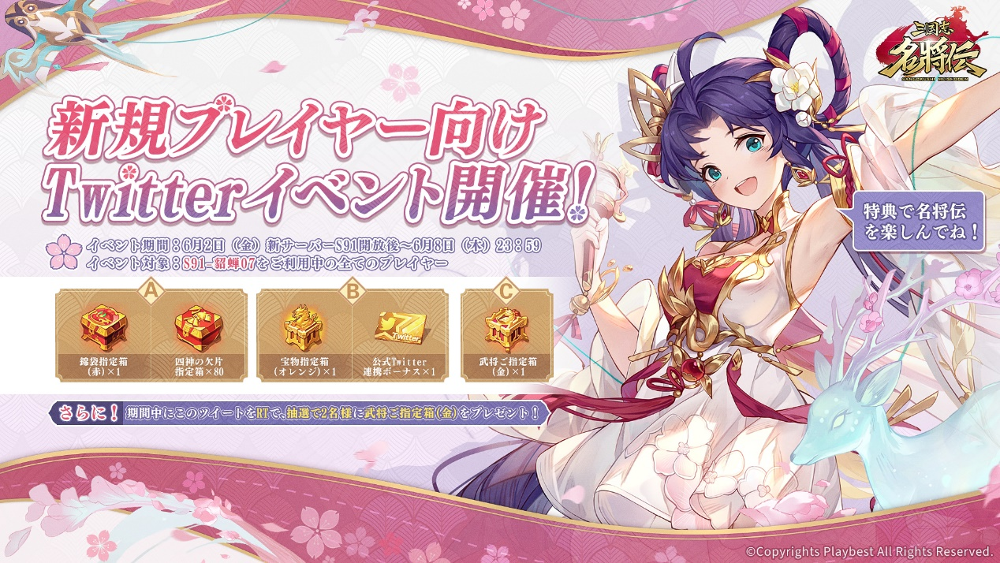 三国志
名將伝
SANGOKUSHI MEISHODEN
新規プレイヤー向け
Twitterイベント開催！
特典で名将伝
を楽しんでね！
イベント期間：6月2日（金）新サーバーS91開放後～6月8日（木）23：59
イベント対象：S91-貂蝉07をご利用中の全てのプレイヤー
A
錦袋指定箱
(赤)×1
四神の欠片
指定箱×80
B
宝物指定箱
(オレンジ)×1
Twitter
公式Twitter
連携ボーナス×1
C
武将ご指定箱
(金)×1
さらに！ 期間中にこのツイートをRTで、抽選で2名様に武将ご指定箱(金)をプレゼント！
©Copyrights Playbest All Rights Reserved.